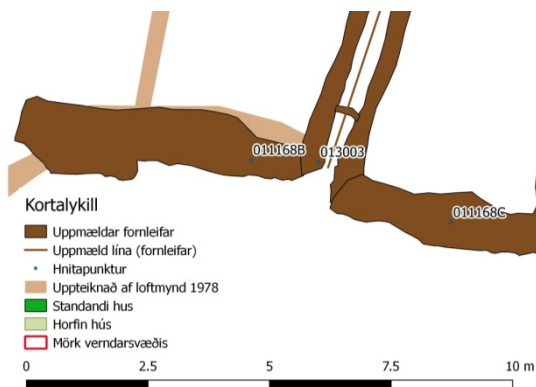 011168B
013003
011168C
Kortalykill
Uppmældar fornleifar
Uppmæld lína (fornleifar)
Hnitapunktur
Uppteiknað af loftmynd 1978
Standandi hus
Horfin hús
Mörk verndarsvæðis
0 2.5 5 7.5 10 m